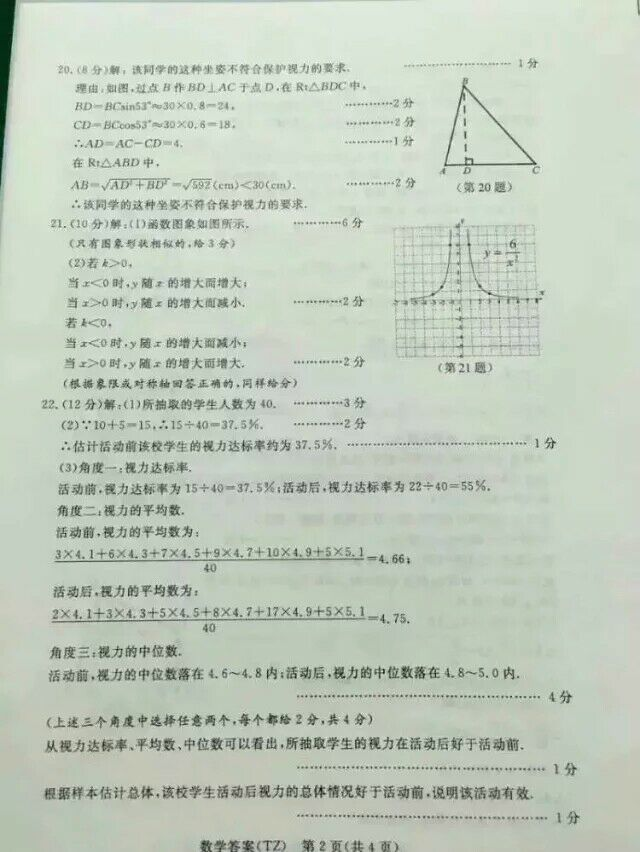 20.(8分)解:该同学的这种坐姿不符合保护视力的要求. …………………1分
理由:如图,过点B作BD⊥AC于点D,在Rt△BDC中,
BD=BCsin53°≈30×0.8=24, …………2分
CD=BCcos53°≈30×0.6=18, …………2分
∴AD=AC-CD=4. …………1分
在Rt△ABD中,
AB=√(AD²+BD²)=√592(cm)<30(cm). …………2分
∴该同学的这种坐姿不符合保护视力的要求.
B
A D C
(第20题)
21.(10分)解:(1)函数图象如图所示. …………6分
(只有图象形状相似的,给3分)
(2)若k>0,
当x<0时,y随x的增大而增大;
当x>0时,y随x的增大而减小. …………2分
若k<0,
当x<0时,y随x的增大而减小;
当x>0时,y随x的增大而增大. …………2分
(根据象限或对称轴回答正确的,同样给分)
y=6/x²
(第21题)
22.(12分)解:(1)所抽取的学生人数为40. …………3分
(2)∵10+5=15,∴15÷40=37.5%. …………2分
∴估计活动前该校学生的视力达标率约为37.5%. …………………1分
(3)角度一:视力达标率.
活动前,视力达标率为15÷40=37.5%;活动后,视力达标率为22÷40=55%.
角度二:视力的平均数.
活动前,视力的平均数为:
(3×4.1+6×4.3+7×4.5+9×4.7+10×4.9+5×5.1)/40=4.66;
活动后,视力的平均数为:
(2×4.1+3×4.3+5×4.5+8×4.7+17×4.9+5×5.1)/40=4.75.
角度三:视力的中位数.
活动前,视力的中位数落在4.6~4.8内;活动后,视力的中位数落在4.8~5.0内.
…………………………4分
(上述三个角度中选择任意两个,每个都给2分,共4分)
从视力达标率、平均数、中位数可以看出,所抽取学生的视力在活动后好于活动前.
…………………………1分
根据样本估计总体,该校学生活动后视力的总体情况好于活动前,说明该活动有效.
…………………………1分
数学答案(TZ) 第2页(共4页)